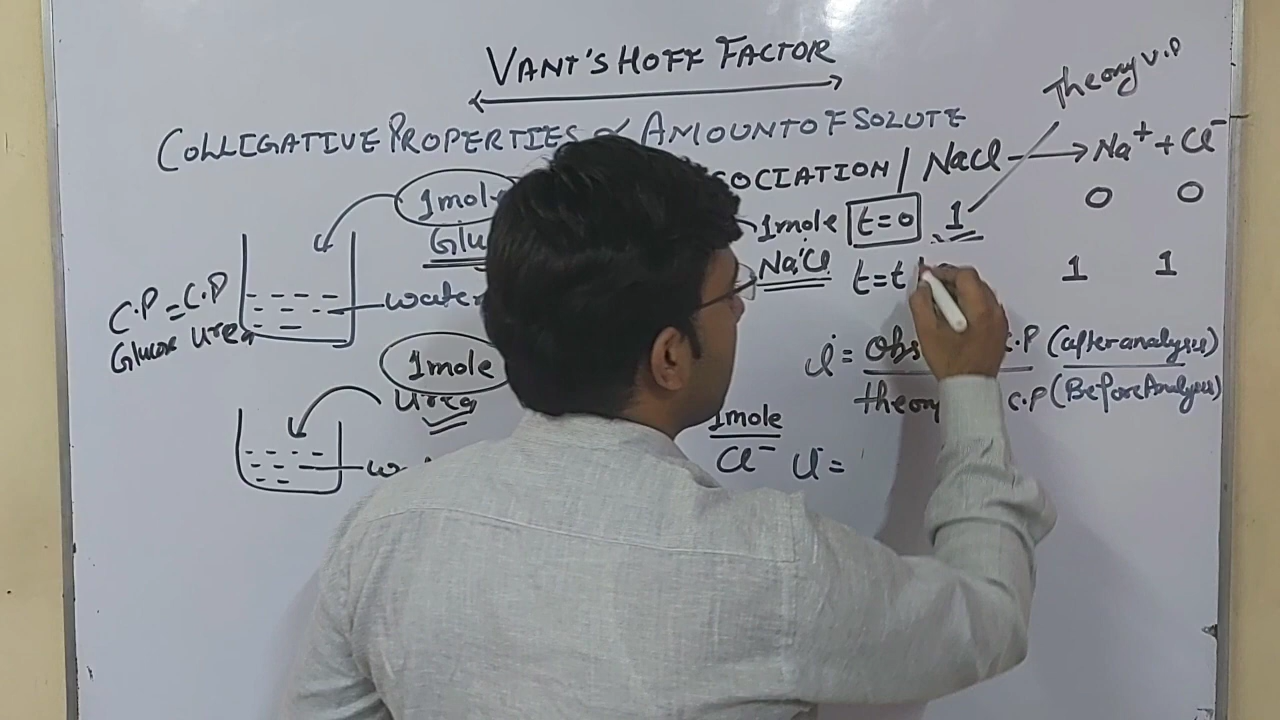 VANT'S HOFF FACTOR
COLLIGATIVE PROPERTIES ∝ AMOUNT OF SOLUTE
Theory V.P
OCIATION / NaCl → Na⁺ + Cl⁻
1mole
Glu
water
C.P = C.P
Glucose Urea
1mole
Urea
1mole
NaCl
t=0 1 0 0
t=t 1 1
i = Obs C.P (after analysis)
theory C.P (Before Analysis)
1mole
Cl⁻
i =